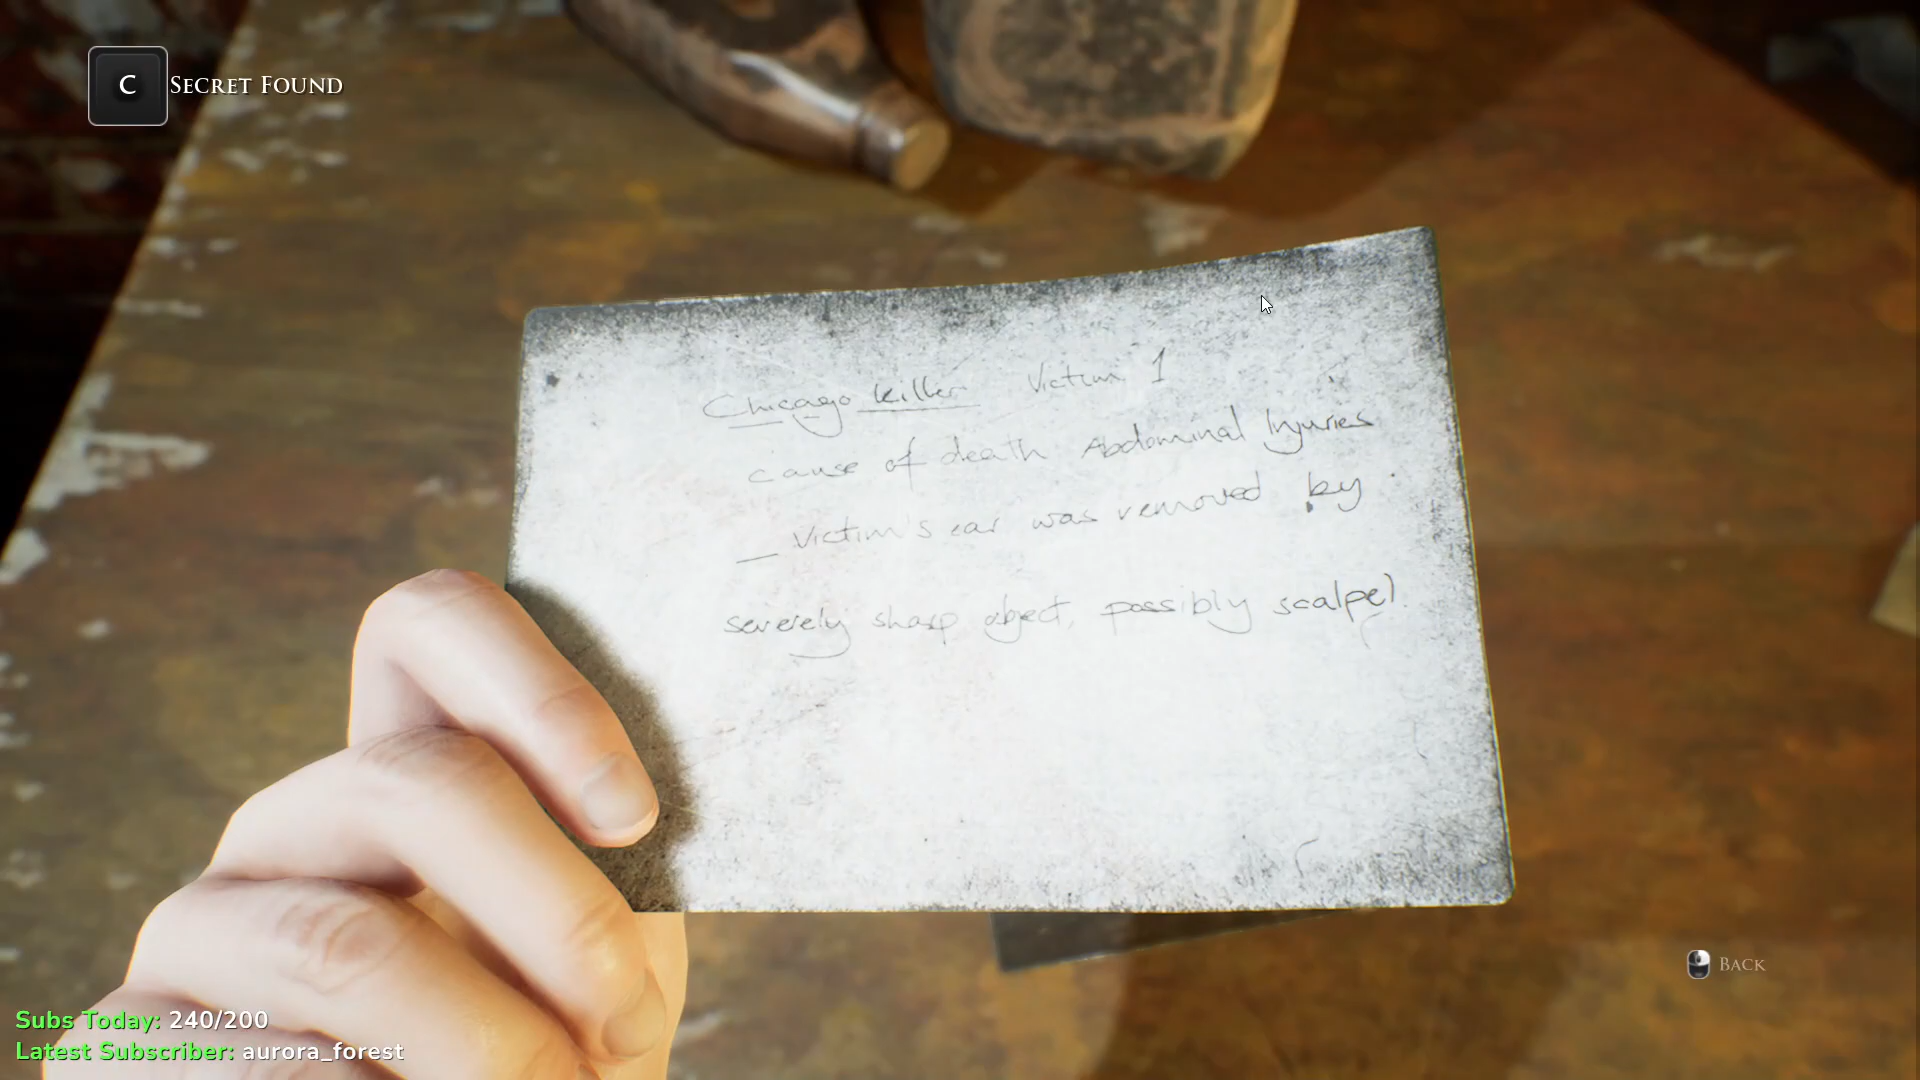 C SECRET FOUND
Chicago killer Victim 1
cause of death Abdominal Injuries
_ Victim's ear was removed by
severely sharp object, possibly scalpel.
BACK
Subs Today: 240/200
Latest Subscriber: aurora_forest